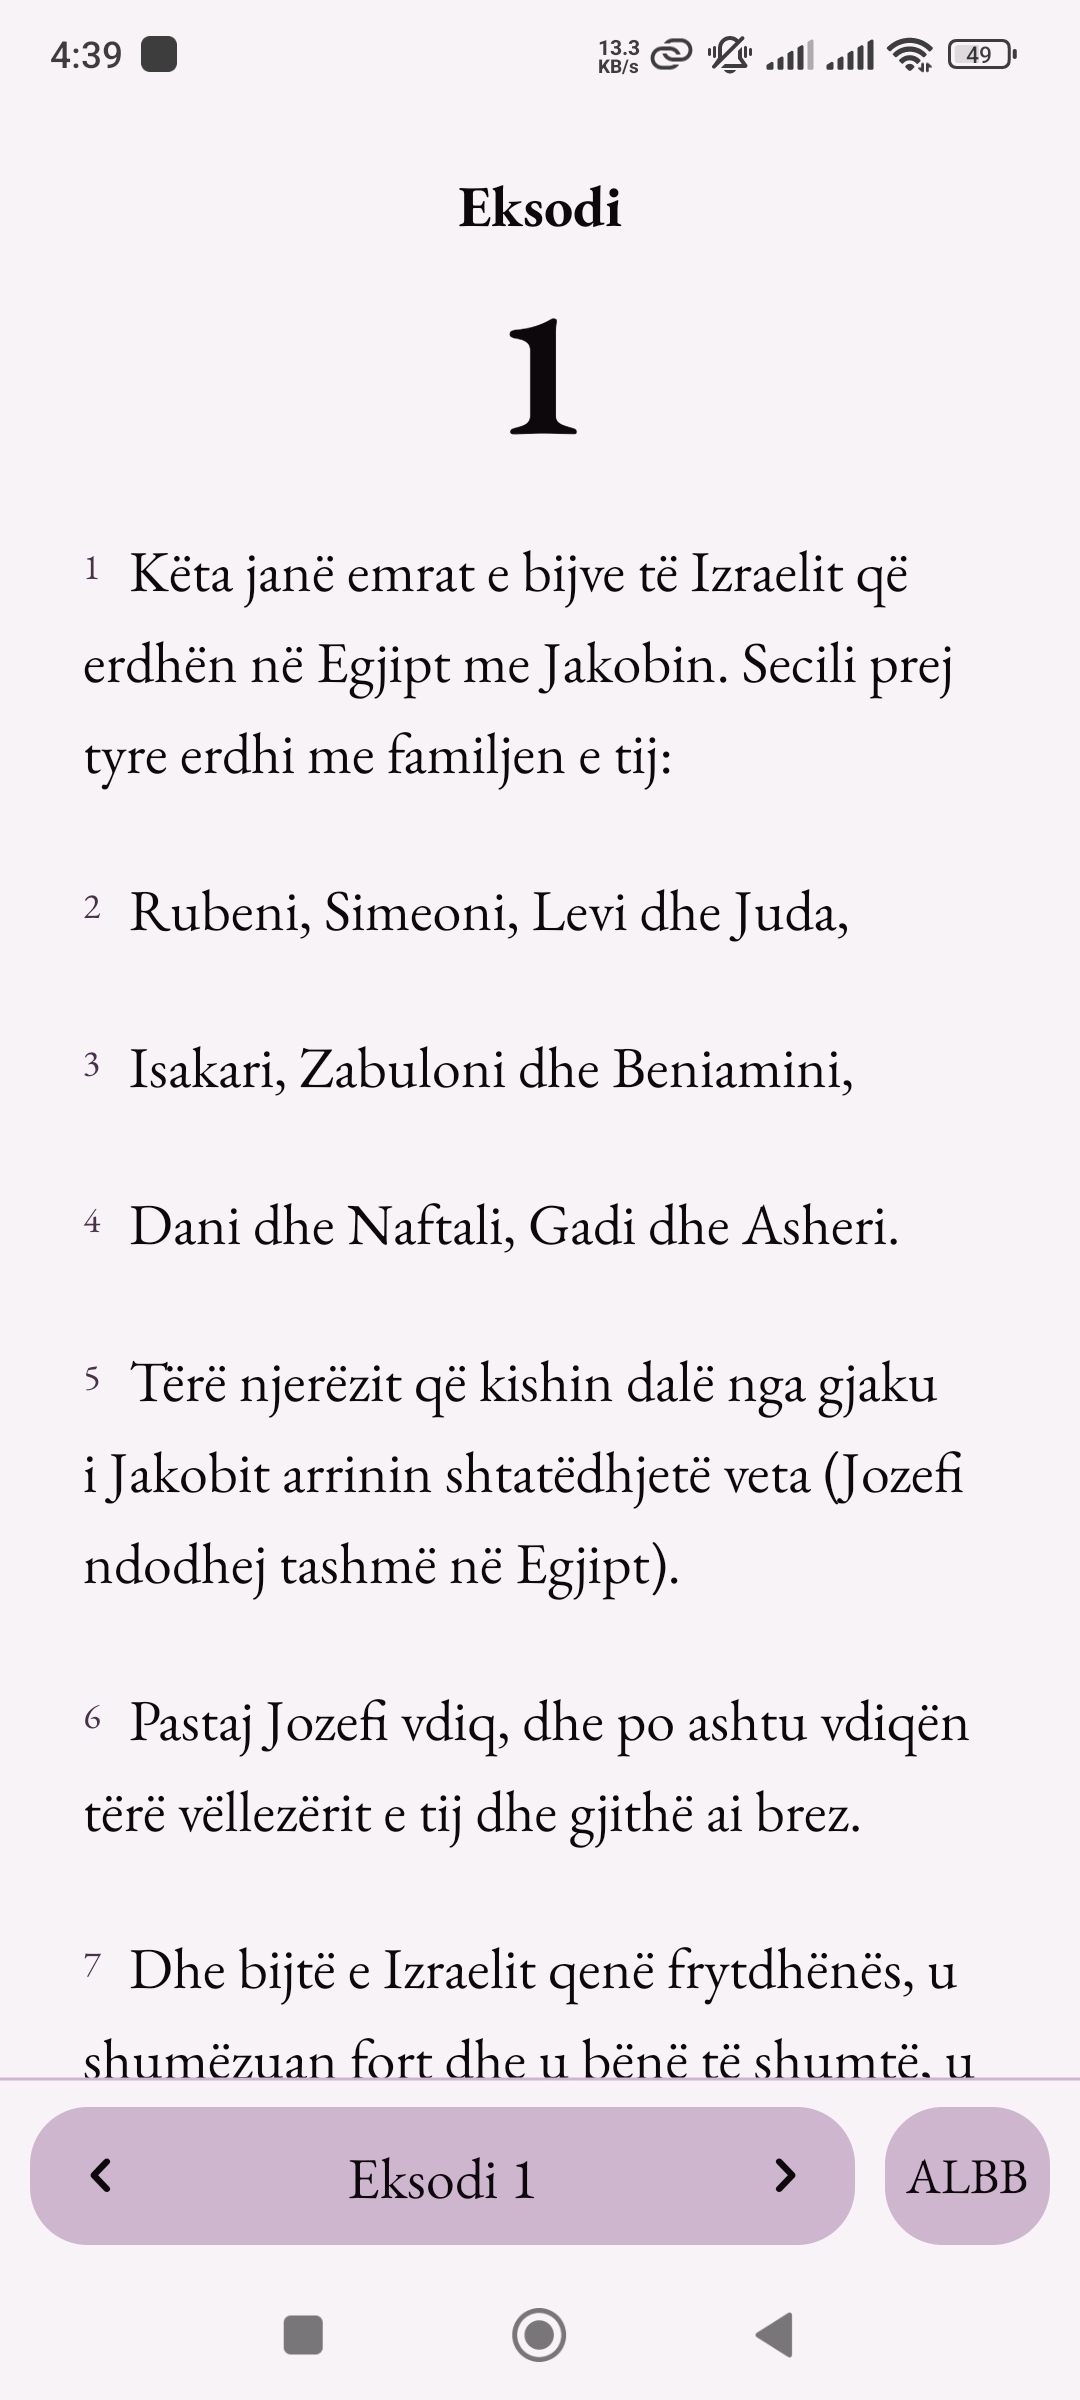 4:39
13.3
KB/s
49
Eksodi
1
1 Këta janë emrat e bijve të Izraelit që
erdhën në Egjipt me Jakobin. Secili prej
tyre erdhi me familjen e tij:
2 Rubeni, Simeoni, Levi dhe Juda,
3 Isakari, Zabuloni dhe Beniamini,
4 Dani dhe Naftali, Gadi dhe Asheri.
5 Tërë njerëzit që kishin dalë nga gjaku
i Jakobit arrinin shtatëdhjetë veta (Jozefi
ndodhej tashmë në Egjipt).
6 Pastaj Jozefi vdiq, dhe po ashtu vdiqën
tërë vëllezërit e tij dhe gjithë ai brez.
7 Dhe bijtë e Izraelit qenë frytdhënës, u
shumëzuan fort dhe u bënë të shumtë, u
Eksodi 1
ALBB